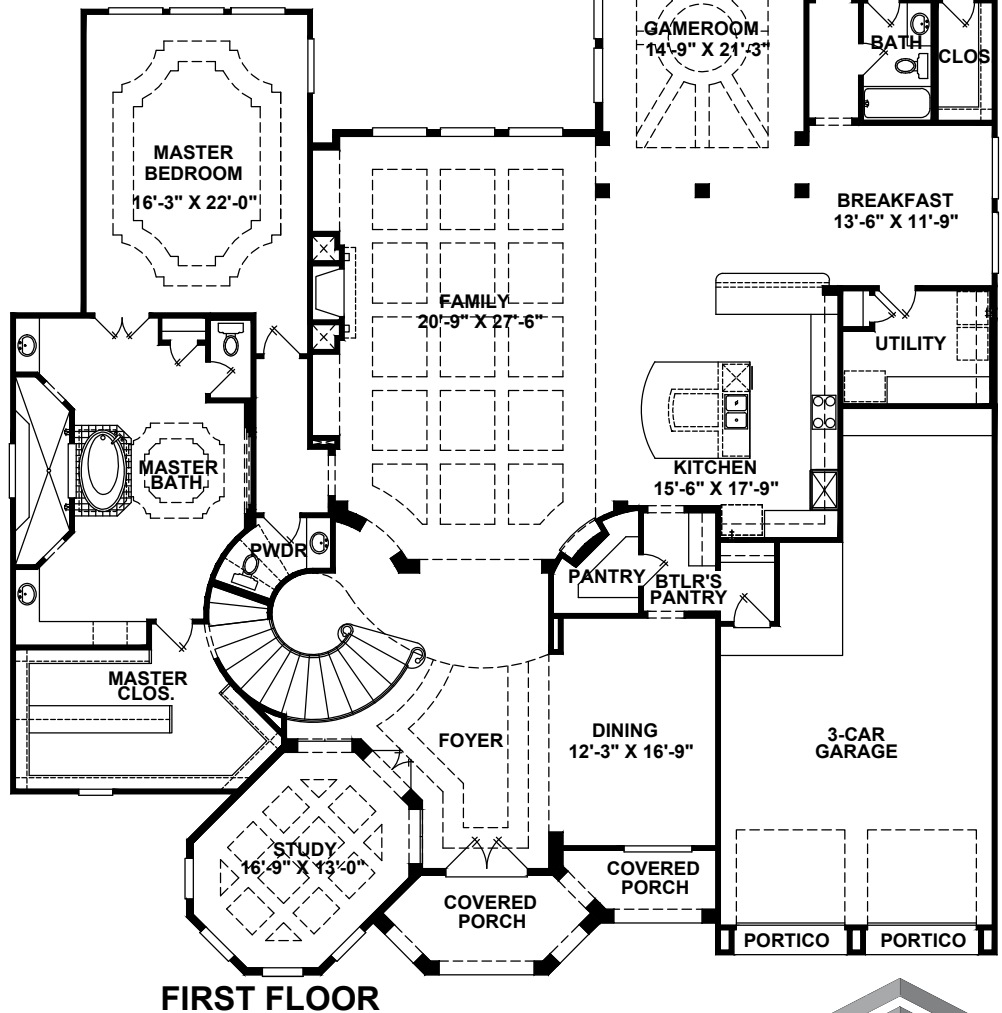 GAMEROOM
14'-9" X 21'-3"
BATH
CLOS
MASTER
BEDROOM
16'-3" X 22'-0"
BREAKFAST
13'-6" X 11'-9"
FAMILY
20'-9" X 27'-6"
UTILITY
MASTER
BATH
KITCHEN
15'-6" X 17'-9"
PWDR
PANTRY
BTLR'S
PANTRY
MASTER
CLOS.
FOYER
DINING
12'-3" X 16'-9"
3-CAR
GARAGE
STUDY
16'-9" X 13'-0"
COVERED
PORCH
COVERED
PORCH
PORTICO
PORTICO
FIRST FLOOR